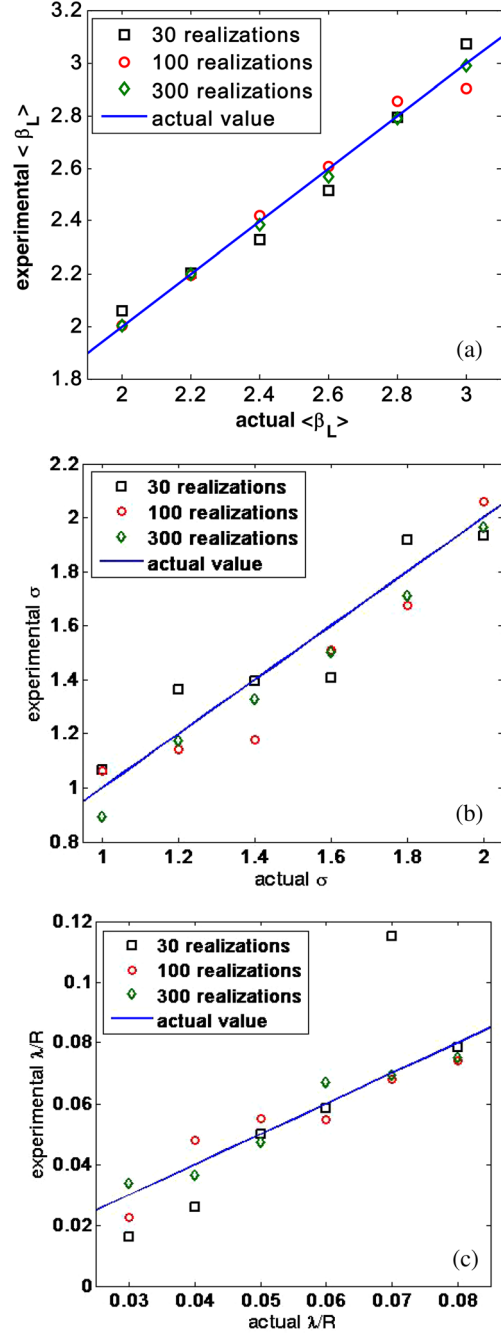 30 realizations
100 realizations
300 realizations
actual value
3
2.8
2.6
2.4
2.2
2
1.8
experimental < β_L >
2 2.2 2.4 2.6 2.8 3
actual <β_L>
(a)
2.2
2
1.8
1.6
1.4
1.2
1
0.8
30 realizations
100 realizations
300 realizations
actual value
experimental σ
1 1.2 1.4 1.6 1.8 2
actual σ
(b)
0.12
0.1
0.08
0.06
0.04
0.02
0
30 realizations
100 realizations
300 realizations
actual value
experimental λ/R
0.03 0.04 0.05 0.06 0.07 0.08
actual λ/R
(c)